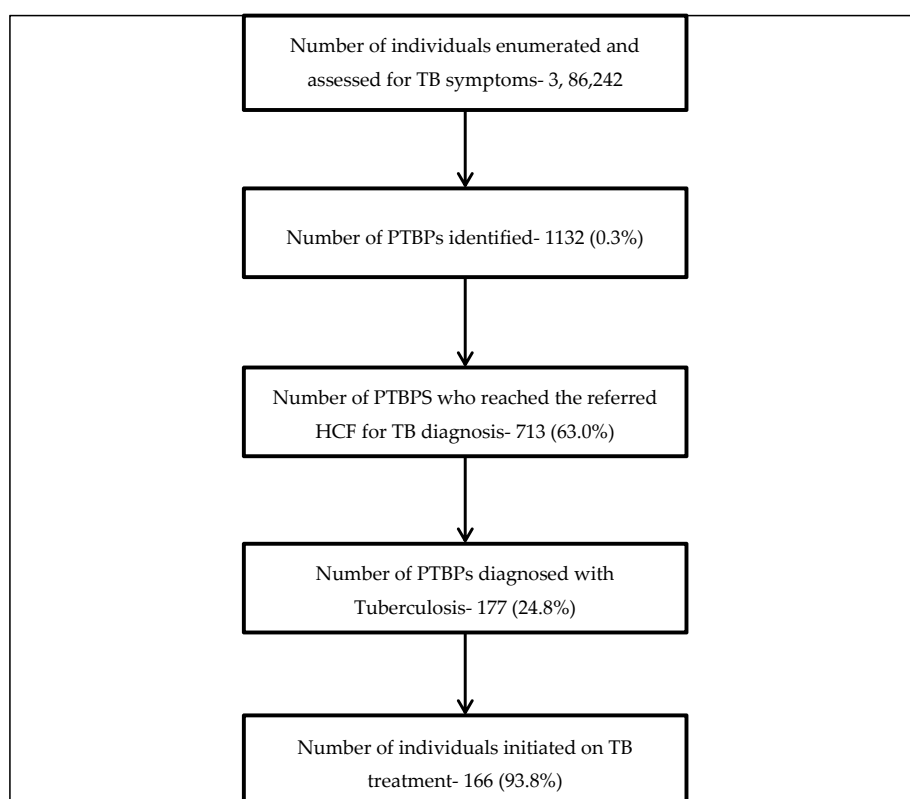 Number of individuals enumerated and
assessed for TB symptoms- 3, 86,242
Number of PTBPs identified- 1132 (0.3%)
Number of PTBPS who reached the referred
HCF for TB diagnosis- 713 (63.0%)
Number of PTBPs diagnosed with
Tuberculosis- 177 (24.8%)
Number of individuals initiated on TB
treatment- 166 (93.8%)